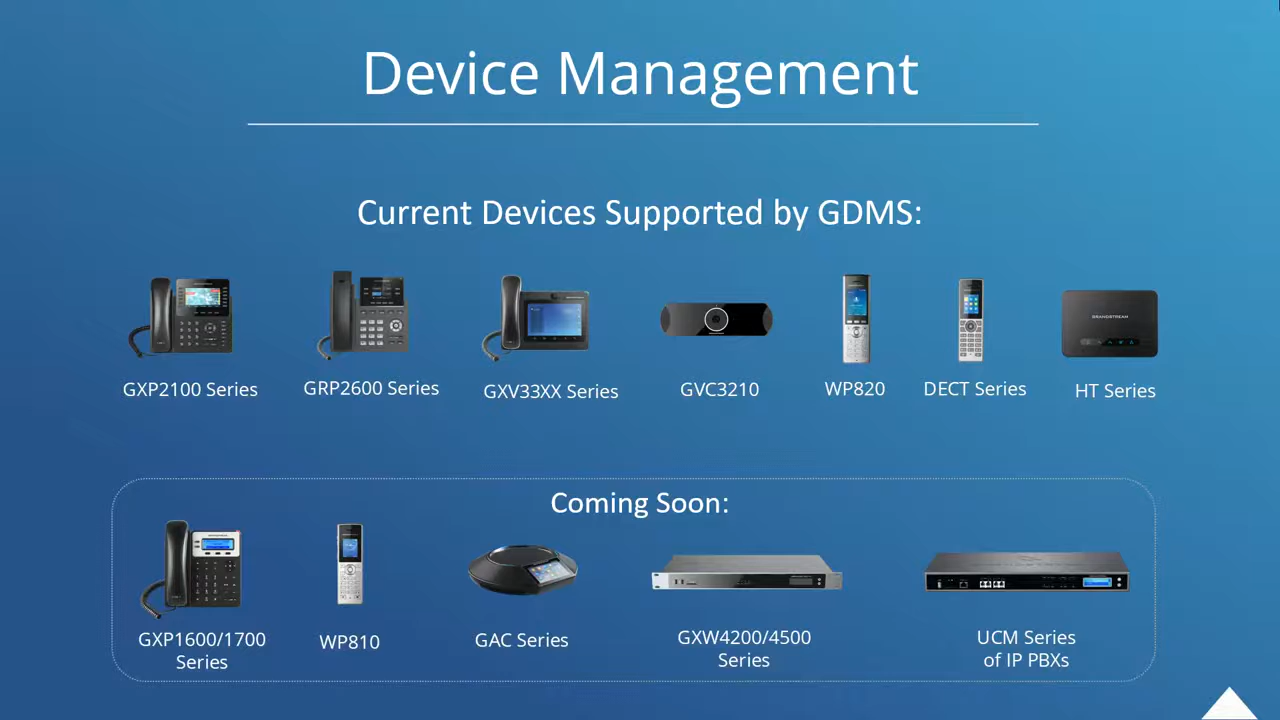 Device Management
Current Devices Supported by GDMS:
GRANDSTREAM
GXP2100 Series
GRP2600 Series
GXV33XX Series
GVC3210
WP820
DECT Series
HT Series
Coming Soon:
GXP1600/1700
Series
WP810
GAC Series
GXW4200/4500
Series
UCM Series
of IP PBXs